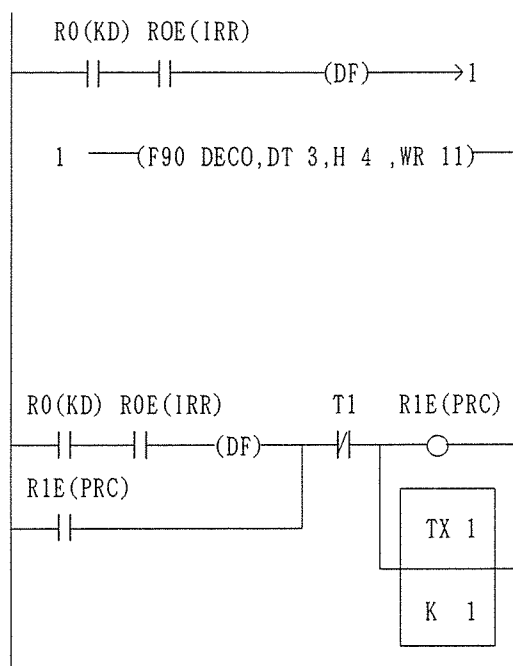 R0(KD) ROE(IRR)
(DF) 1
1 (F90 DECO,DT 3,H 4 ,WR 11)
R0(KD) R0E(IRR) T1 R1E(PRC)
(DF)
R1E(PRC)
TX 1
K 1